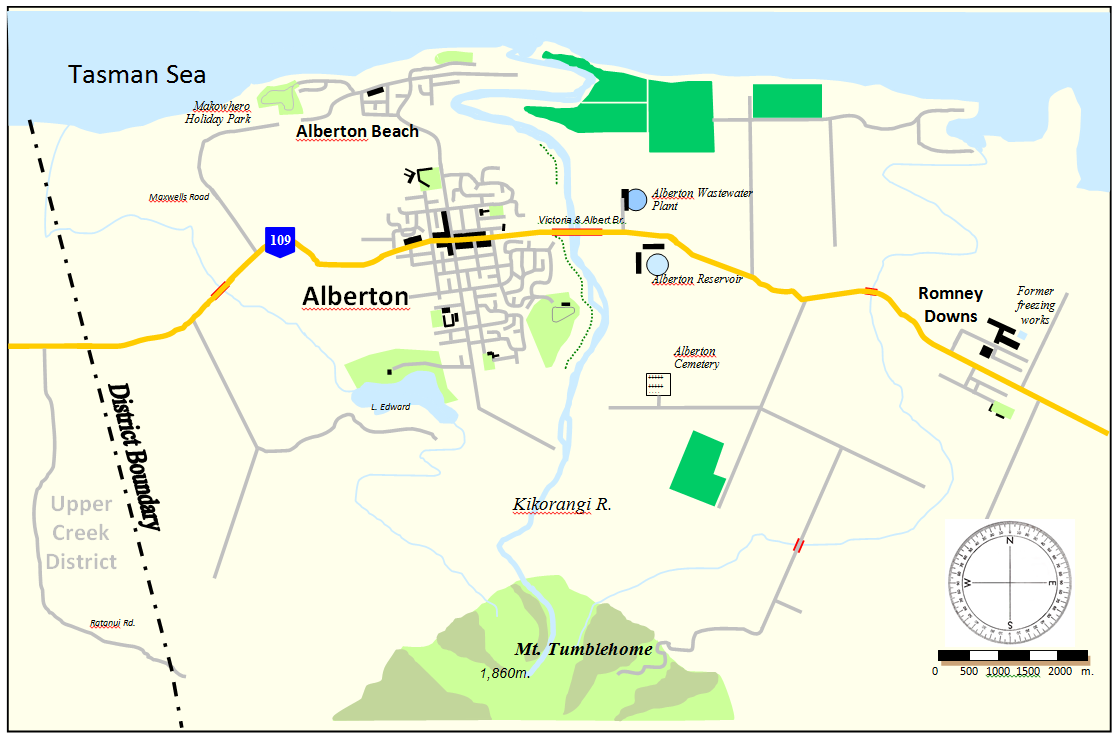 Tasman Sea
Makowhero
Holiday Park
Alberton Beach
Maxwells Road
109
Victoria & Albert Br.
Alberton Wastewater
Plant
Alberton Reservoir
Alberton
Romney
Downs
Former
freezing
works
Alberton
Cemetery
L. Edward
District Boundary
Upper
Creek
District
Kikorangi R.
Ratanui Rd.
Mt. Tumblehome
1,860m.
N
W
E
S
0 500 1000 1500 2000 m.